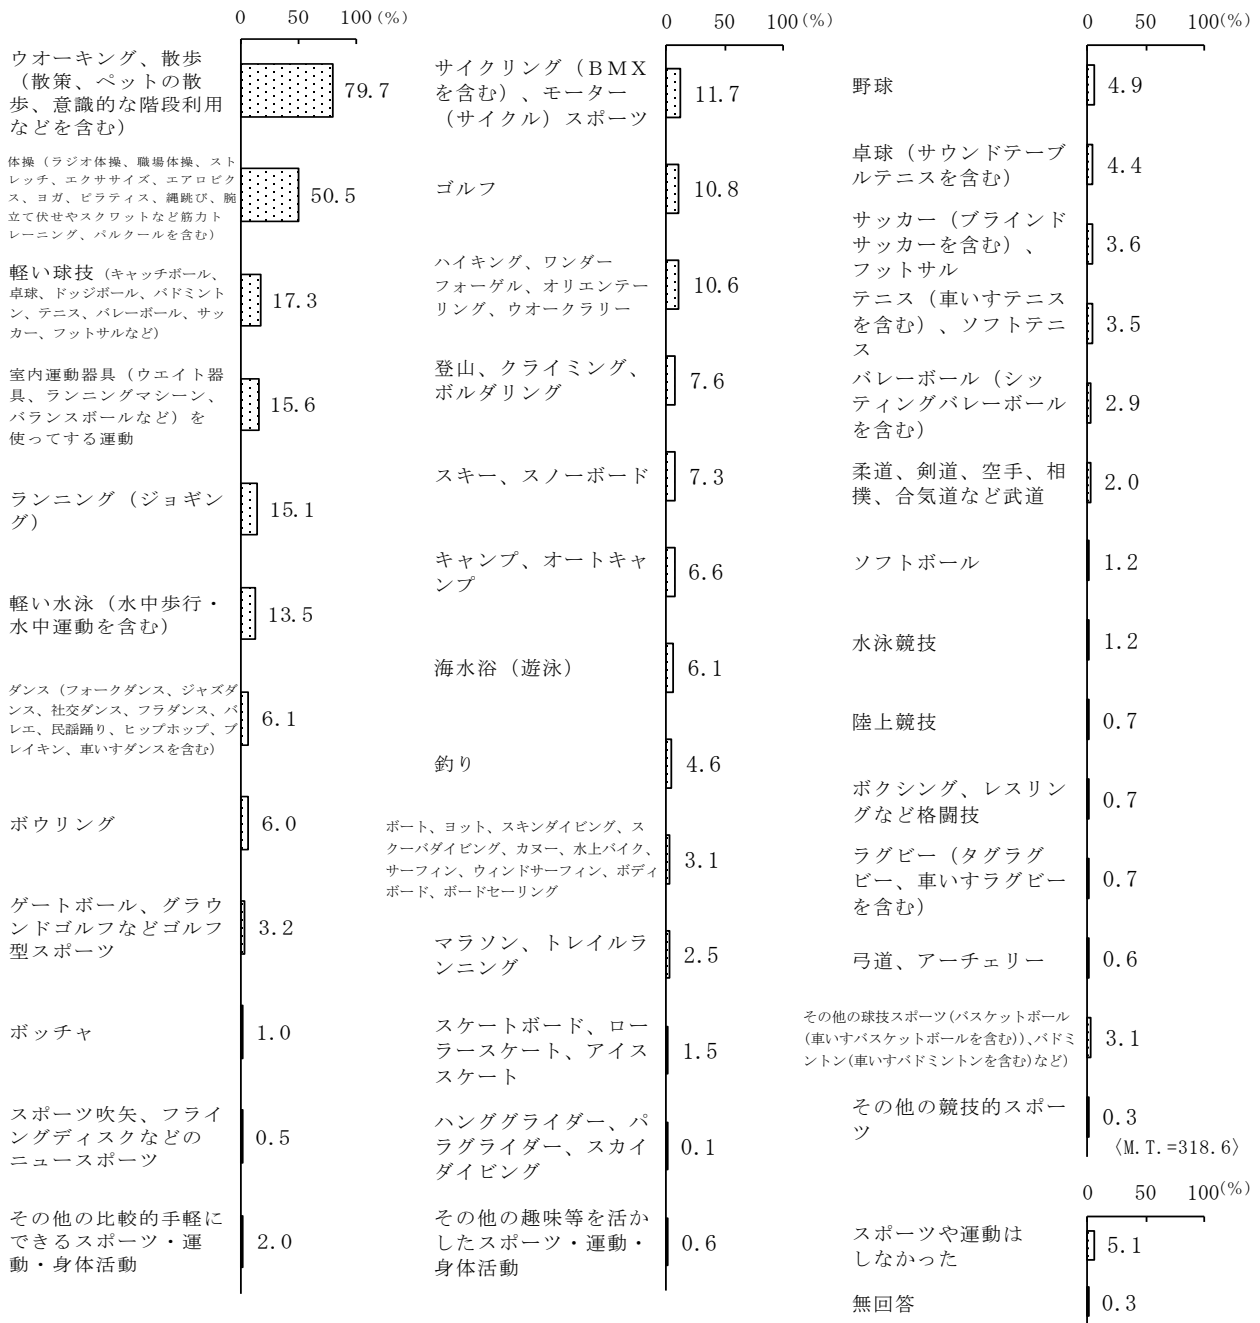 0 50 100(%)
ウオーキング、散歩
(散策、ペットの散
歩、意識的な階段利用
などを含む)
79.7
体操(ラジオ体操、職場体操、スト
レッチ、エクササイズ、エアロビク
ス、ヨガ、ピラティス、縄跳び、腕
立て伏せやスクワットなど筋力ト
レーニング、パルクールを含む)
50.5
軽い球技(キャッチボール、
卓球、ドッジボール、バドミント
ン、テニス、バレーボール、サッ
カー、フットサルなど)
17.3
室内運動器具(ウエイト器
具、ランニングマシーン、
バランスボールなど)を
使ってする運動
15.6
ランニング(ジョギン
グ)
15.1
軽い水泳(水中歩行・
水中運動を含む)
13.5
ダンス(フォークダンス、ジャズダ
ンス、社交ダンス、フラダンス、バ
レエ、民謡踊り、ヒップホップ、ブ
レイキン、車いすダンスを含む)
6.1
ボウリング
6.0
ゲートボール、グラウ
ンドゴルフなどゴルフ
型スポーツ
3.2
ボッチャ
1.0
スポーツ吹矢、フライ
ングディスクなどの
ニュースポーツ
0.5
その他の比較的手軽に
できるスポーツ・運
動・身体活動
2.0
0 50 100(%)
サイクリング(BMX
を含む)、モーター
(サイクル)スポーツ
11.7
ゴルフ
10.8
ハイキング、ワンダー
フォーゲル、オリエンテー
リング、ウオークラリー
10.6
登山、クライミング、
ボルダリング
7.6
スキー、スノーボード
7.3
キャンプ、オートキャ
ンプ
6.6
海水浴(遊泳)
6.1
釣り
4.6
ボート、ヨット、スキンダイビング、ス
クーバダイビング、カヌー、水上バイク、
サーフィン、ウィンドサーフィン、ボディ
ボード、ボードセーリング
3.1
マラソン、トレイルラ
ンニング
2.5
スケートボード、ロー
ラースケート、アイス
スケート
1.5
ハンググライダー、パ
ラグライダー、スカイ
ダイビング
0.1
その他の趣味等を活か
したスポーツ・運動・
身体活動
0.6
0 50 100(%)
野球
4.9
卓球(サウンドテーブ
ルテニスを含む)
4.4
サッカー(ブラインド
サッカーを含む)、
フットサル
3.6
テニス(車いすテニス
を含む)、ソフトテニ
ス
3.5
バレーボール(シッ
ティングバレーボール
を含む)
2.9
柔道、剣道、空手、相
撲、合気道など武道
2.0
ソフトボール
1.2
水泳競技
1.2
陸上競技
0.7
ボクシング、レスリン
グなど格闘技
0.7
ラグビー(タグラグ
ビー、車いすラグビー
を含む)
0.7
弓道、アーチェリー
0.6
その他の球技スポーツ(バスケットボール
(車いすバスケットボールを含む))、バドミ
ントン(車いすバドミントンを含む)など)
3.1
その他の競技的スポー
ツ
0.3
〈M.T.=318.6〉
0 50 100(%)
スポーツや運動は
しなかった
5.1
無回答
0.3